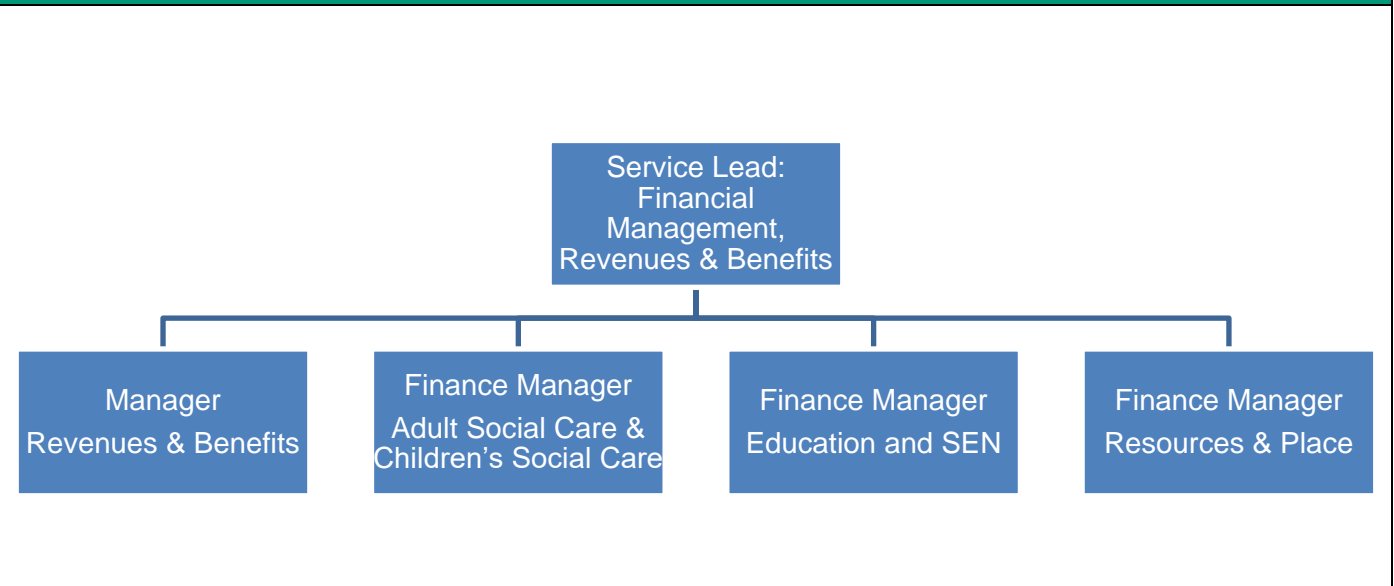 Service Lead:
Financial
Management,
Revenues & Benefits
Manager
Revenues & Benefits
Finance Manager
Adult Social Care &
Children’s Social Care
Finance Manager
Education and SEN
Finance Manager
Resources & Place